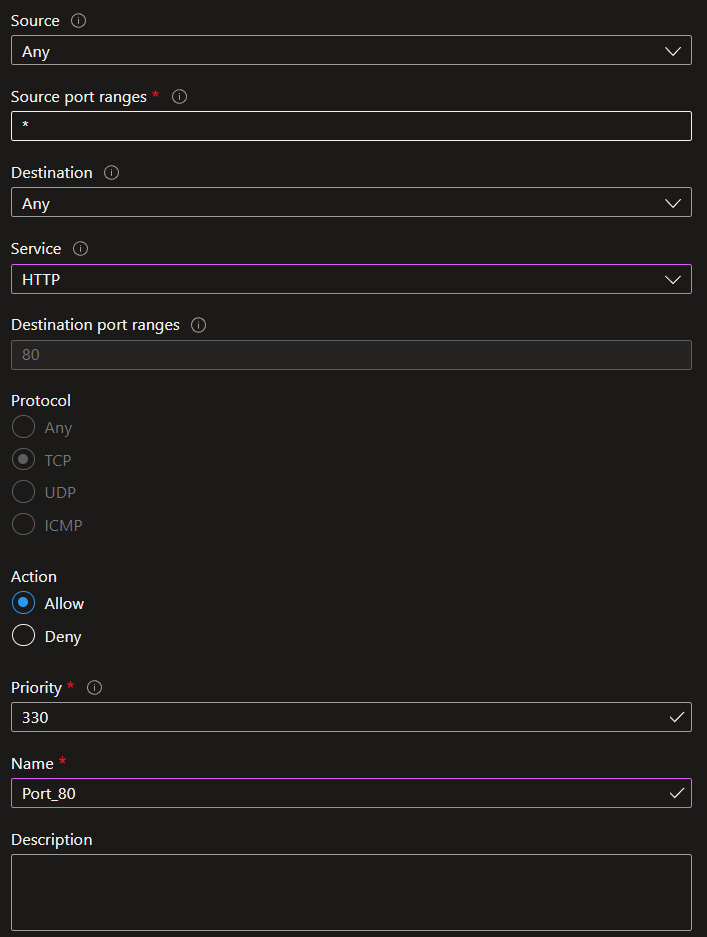 Source
Any
Source port ranges *
*
Destination
Any
Service
HTTP
Destination port ranges
80
Protocol
Any
TCP
UDP
ICMP
Action
Allow
Deny
Priority *
330
Name *
Port_80
Description